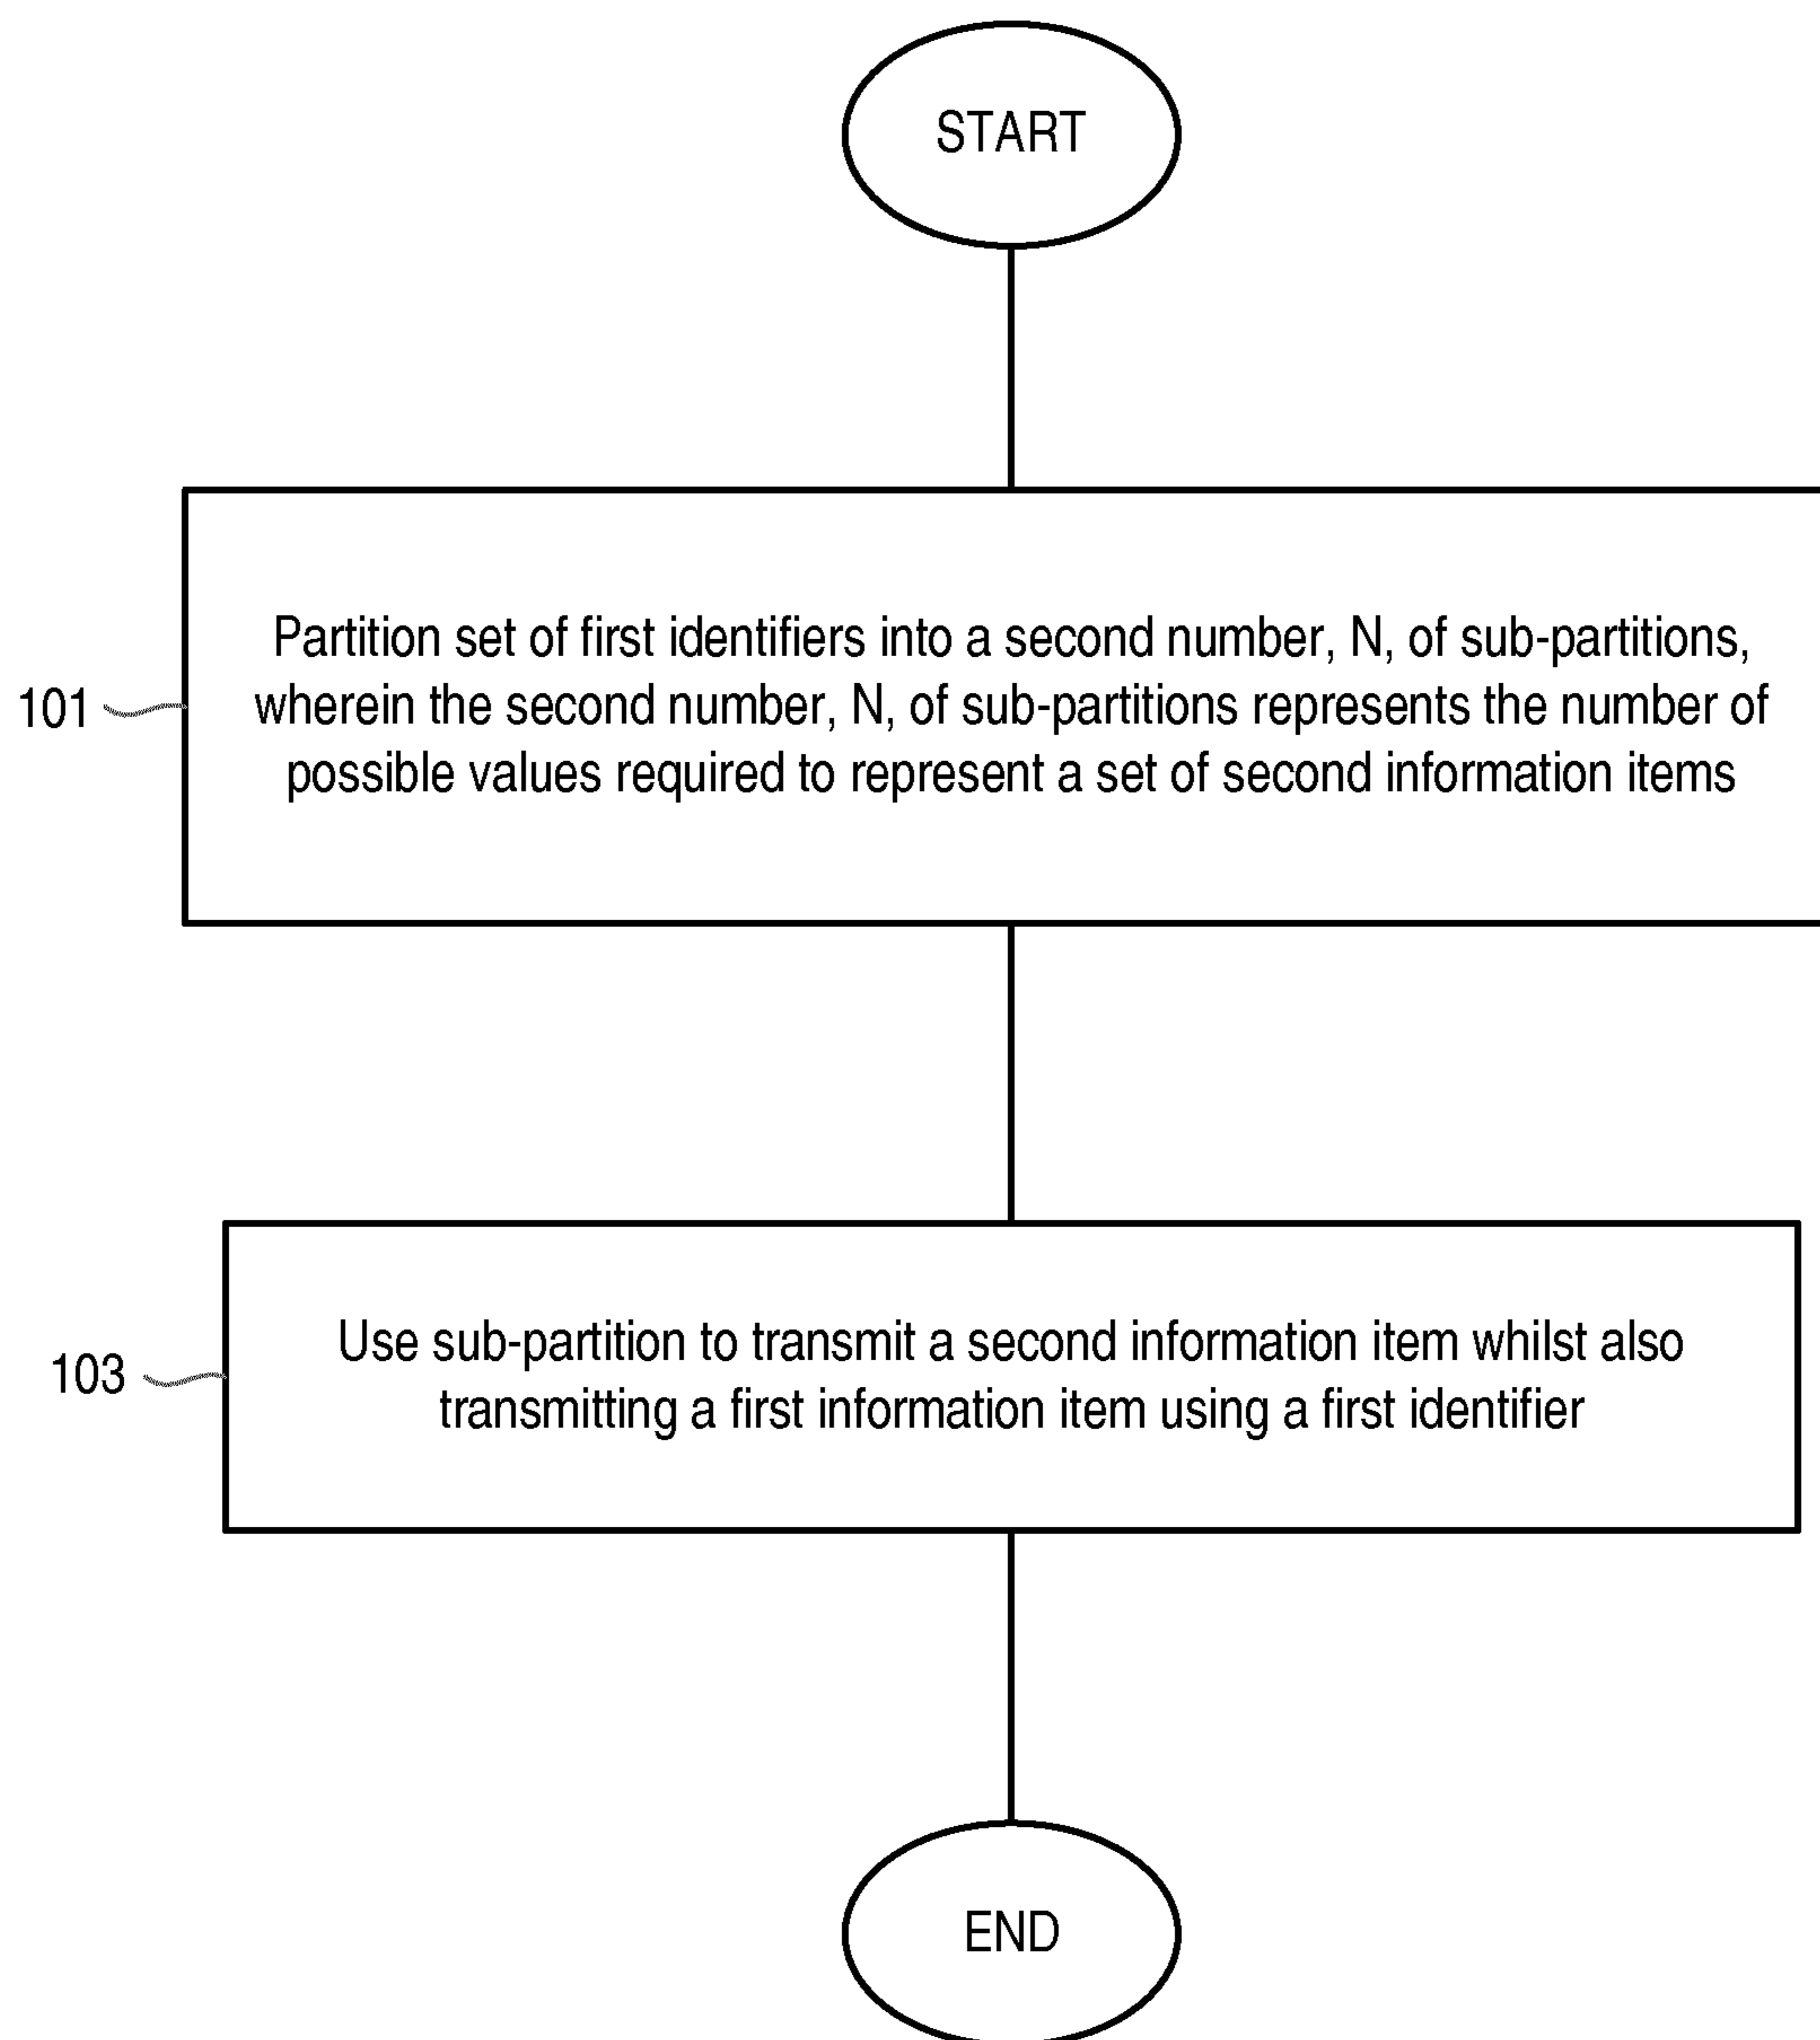 START
Partition set of first identifiers into a second number, N, of sub-partitions,
wherein the second number, N, of sub-partitions represents the number of
possible values required to represent a set of second information items
101
Use sub-partition to transmit a second information item whilst also
transmitting a first information item using a first identifier
103
END